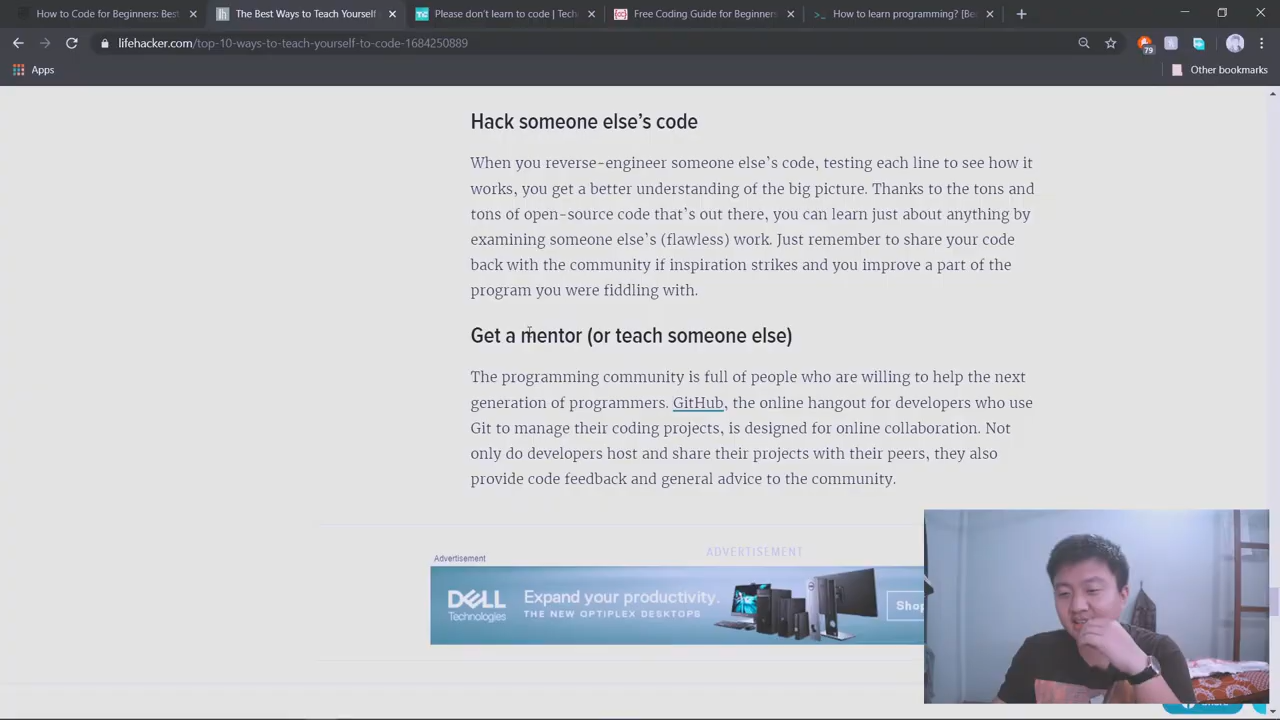 How to Code for Beginners: Best
The Best Ways to Teach Yourself
Please don't learn to code | Tech
Free Coding Guide for Beginners
How to learn programming? [Be
lifehacker.com/top-10-ways-to-teach-yourself-to-code-1684250889
79
Apps
Other bookmarks
Hack someone else’s code
When you reverse-engineer someone else’s code, testing each line to see how it
works, you get a better understanding of the big picture. Thanks to the tons and
tons of open-source code that’s out there, you can learn just about anything by
examining someone else’s (flawless) work. Just remember to share your code
back with the community if inspiration strikes and you improve a part of the
program you were fiddling with.
Get a mentor (or teach someone else)
The programming community is full of people who are willing to help the next
generation of programmers. GitHub, the online hangout for developers who use
Git to manage their coding projects, is designed for online collaboration. Not
only do developers host and share their projects with their peers, they also
provide code feedback and general advice to the community.
ADVERTISEMENT
Advertisement
DELL
Technologies
Expand your productivity.
THE NEW OPTIPLEX DESKTOPS
Shop